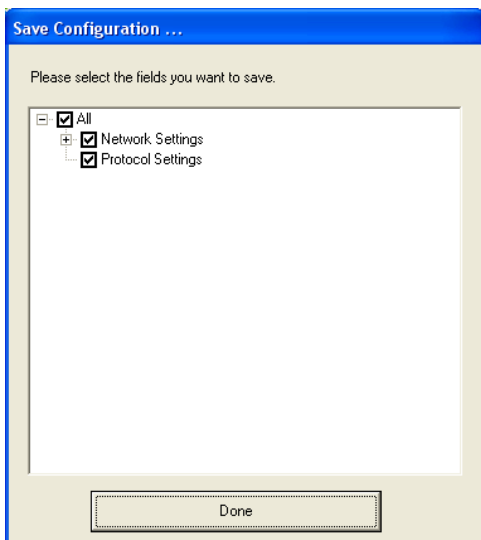 Save Configuration ...
Please select the fields you want to save.
All
Network Settings
Protocol Settings
Done